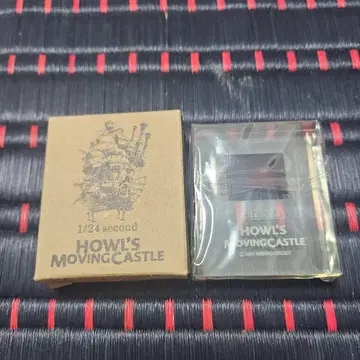 1/24 second
HOWL'S
MOVING CASTLE
HOWL'S
MOVING CASTLE